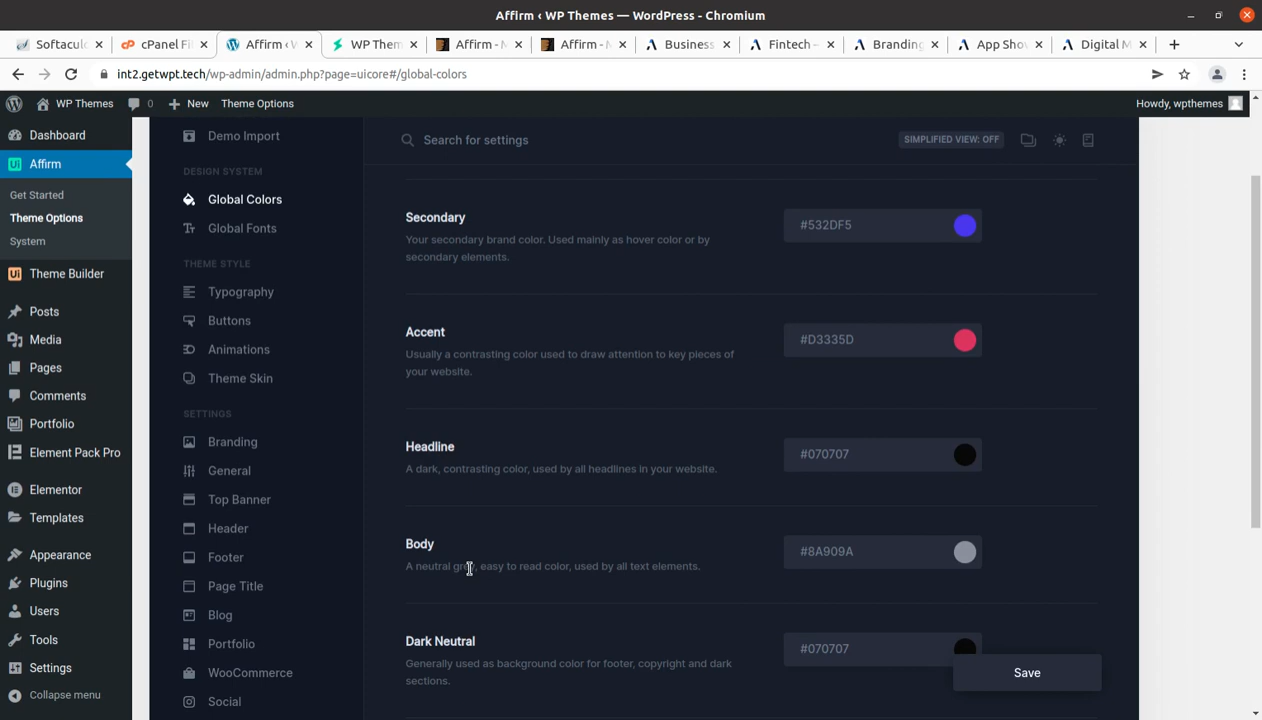 Affirm ‹ WP Themes — WordPress - Chromium
Softacul
cPanel Fi
Affirm ‹ W
WP Them
Affirm - M
Affirm - M
Business
Fintech –
Branding
App Sho
Digital M
int2.getwpt.tech/wp-admin/admin.php?page=uicore#/global-colors
WP Themes
0
New
Theme Options
Howdy, wpthemes
Dashboard
Affirm
Get Started
Theme Options
System
Theme Builder
Posts
Media
Pages
Comments
Portfolio
Element Pack Pro
Elementor
Templates
Appearance
Plugins
Users
Tools
Settings
Collapse menu
Demo Import
DESIGN SYSTEM
Global Colors
Global Fonts
THEME STYLE
Typography
Buttons
Animations
Theme Skin
SETTINGS
Branding
General
Top Banner
Header
Footer
Page Title
Blog
Portfolio
WooCommerce
Social
Search for settings
SIMPLIFIED VIEW: OFF
Secondary
#532DF5
Your secondary brand color. Used mainly as hover color or by
secondary elements.
Accent
#D3335D
Usually a contrasting color used to draw attention to key pieces of
your website.
Headline
#070707
A dark, contrasting color, used by all headlines in your website.
Body
#8A909A
A neutral grey, easy to read color, used by all text elements.
Dark Neutral
#070707
Generally used as background color for footer, copyright and dark
sections.
Save